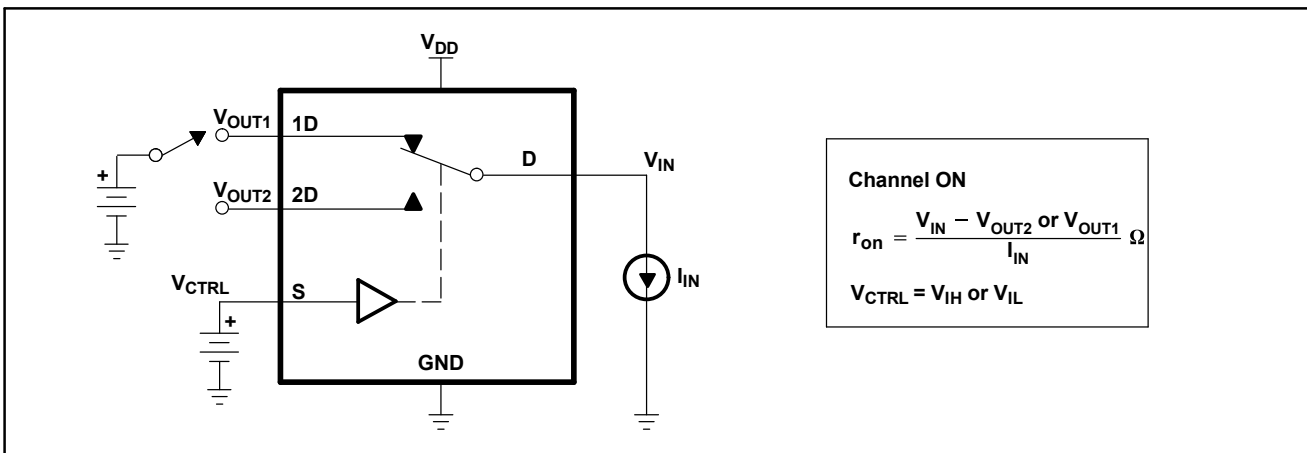 V_DD
V_OUT1 1D
D V_IN
+
V_OUT2 2D
V_CTRL S
+
I_IN
GND
Channel ON
r_on = (V_IN − V_OUT2 or V_OUT1) / I_IN Ω
V_CTRL = V_IH or V_IL